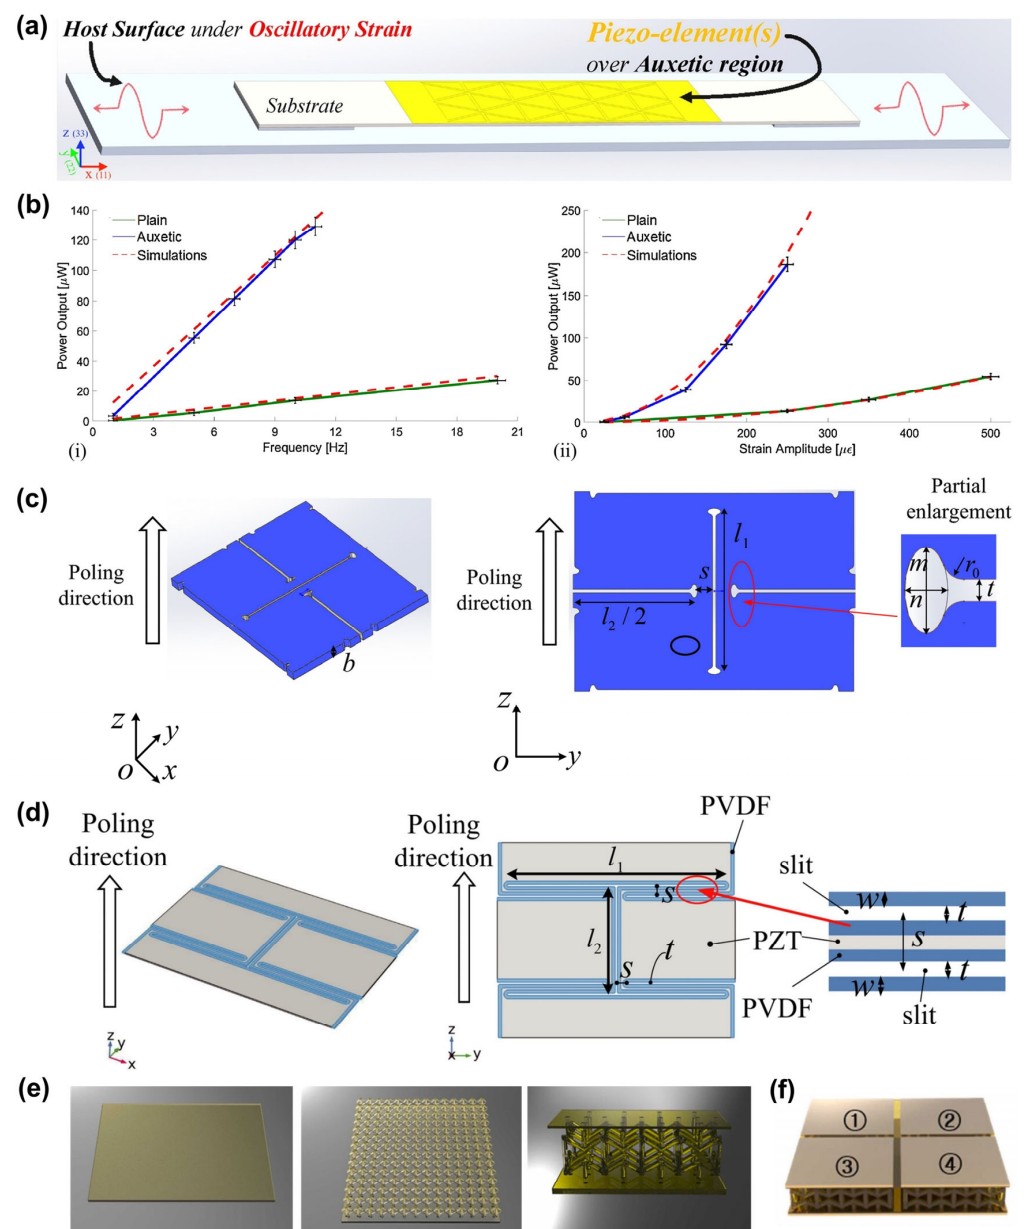 (a)
Host Surface under Oscillatory Strain
Piezo-element(s)
over Auxetic region
Substrate
Z (33)
y (22)
X (11)
(b)
140
120
100
80
60
40
20
0
Power Output [µW]
Plain
Auxetic
Simulations
0 3 6 9 12 15 18 21
Frequency [Hz]
(i)
250
200
150
100
50
0
Power Output [µW]
Plain
Auxetic
Simulations
0 100 200 300 400 500
Strain Amplitude [µϵ]
(ii)
(c)
Poling
direction
b
z
y
o
x
Poling
direction
l1
s
l2 / 2
z
o
y
Partial
enlargement
m
r0
n
t
(d)
Poling
direction
z
y
x
Poling
direction
z
x
y
PVDF
l1
s
l2
s
t
PZT
PVDF
slit
w
t
s
t
w
slit
(e)
(f)
①
②
③
④